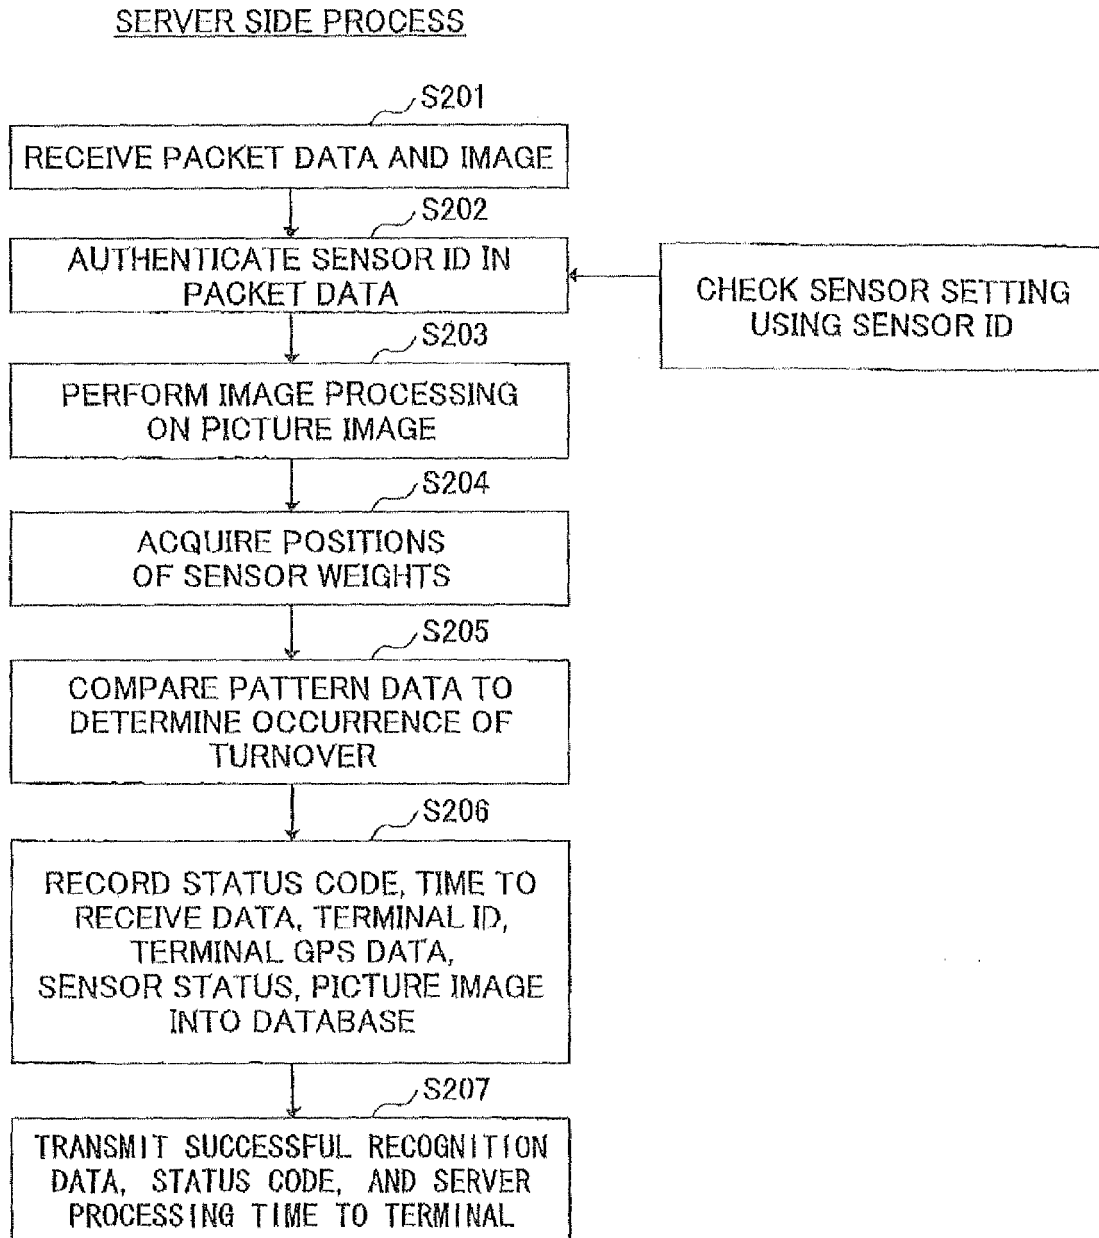 SERVER SIDE PROCESS
S201
RECEIVE PACKET DATA AND IMAGE
S202
AUTHENTICATE SENSOR ID IN
PACKET DATA
CHECK SENSOR SETTING
USING SENSOR ID
S203
PERFORM IMAGE PROCESSING
ON PICTURE IMAGE
S204
ACQUIRE POSITIONS
OF SENSOR WEIGHTS
S205
COMPARE PATTERN DATA TO
DETERMINE OCCURRENCE OF
TURNOVER
S206
RECORD STATUS CODE, TIME TO
RECEIVE DATA, TERMINAL ID,
TERMINAL GPS DATA,
SENSOR STATUS, PICTURE IMAGE
INTO DATABASE
S207
TRANSMIT SUCCESSFUL RECOGNITION
DATA, STATUS CODE, AND SERVER
PROCESSING TIME TO TERMINAL